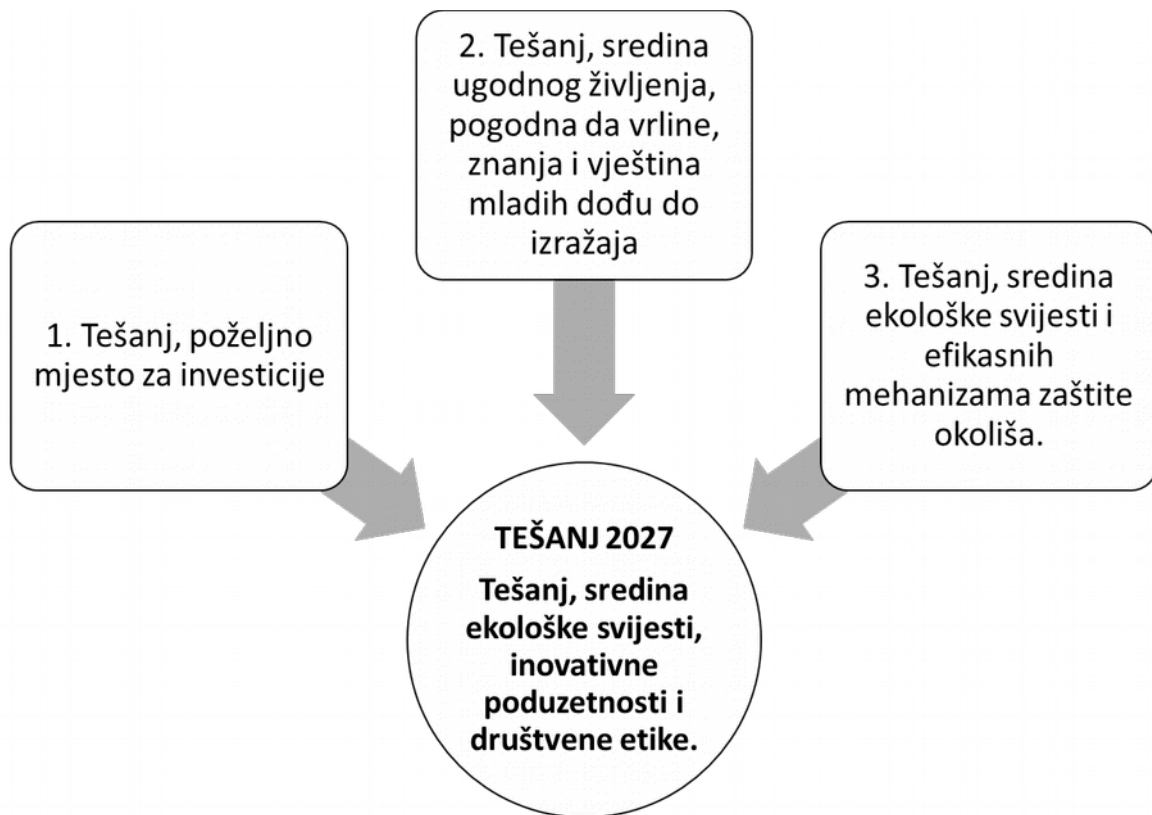 1. Tešanj, poželjno
mjesto za investicije
2. Tešanj, sredina
ugodnog življenja,
pogodna da vrline,
znanja i vještina
mladih dođu do
izražaja
3. Tešanj, sredina
ekološke svijesti i
efikasnih
mehanizama zaštite
okoliša.
TEŠANJ 2027
Tešanj, sredina
ekološke svijesti,
inovativne
poduzetnosti i
društvene etike.